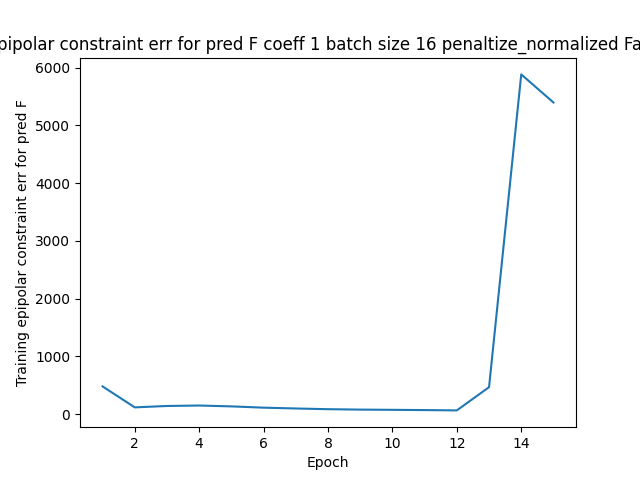 epipolar constraint err for pred F coeff 1 batch size 16 penaltize_normalized Fa
Training epipolar constraint err for pred F
6000
5000
4000
3000
2000
1000
0
2 4 6 8 10 12 14
Epoch